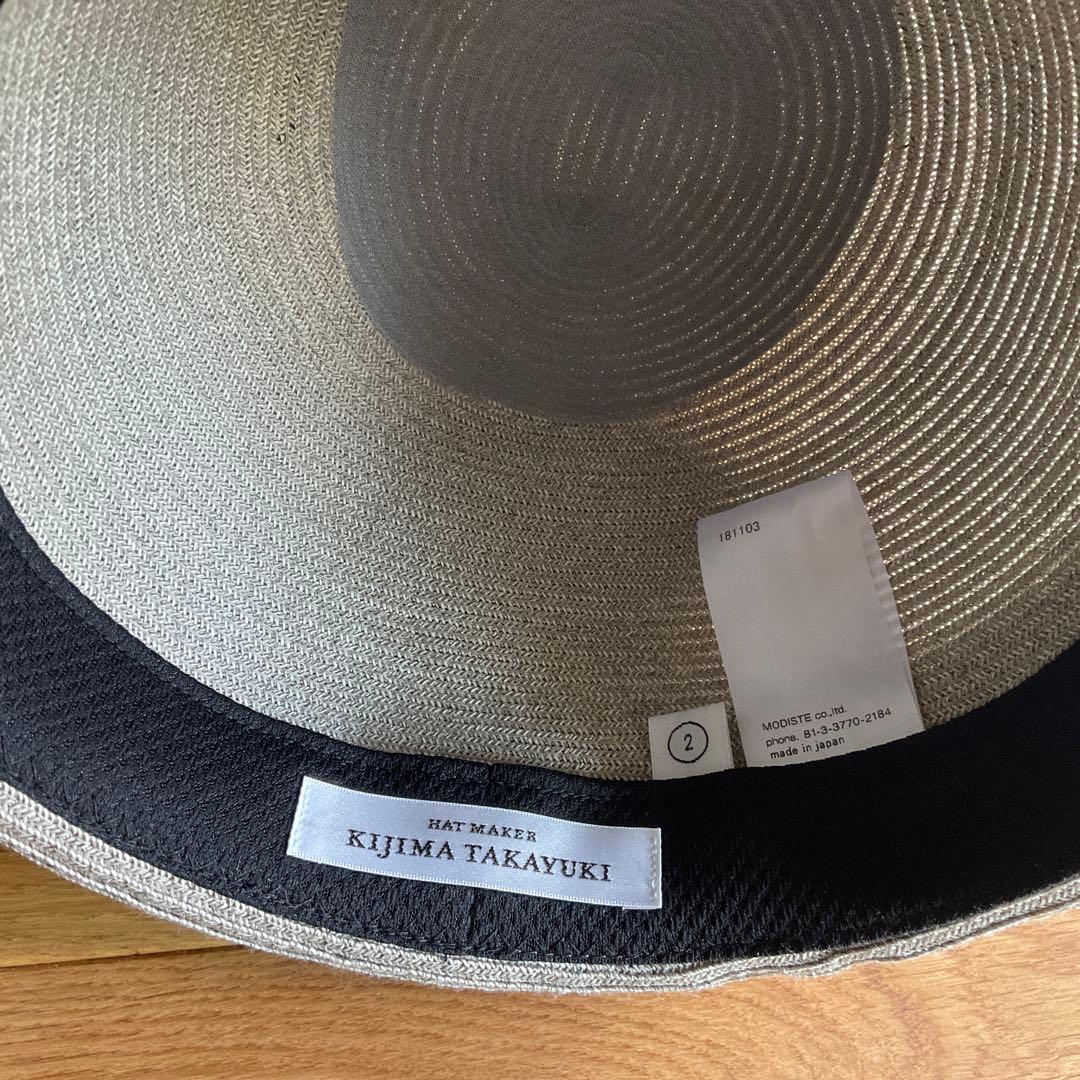 181103
MODISTE co.,ltd.
phone. 81-3-3770-2184
made in japan
2
HAT MAKER
KIJIMA TAKAYUKI